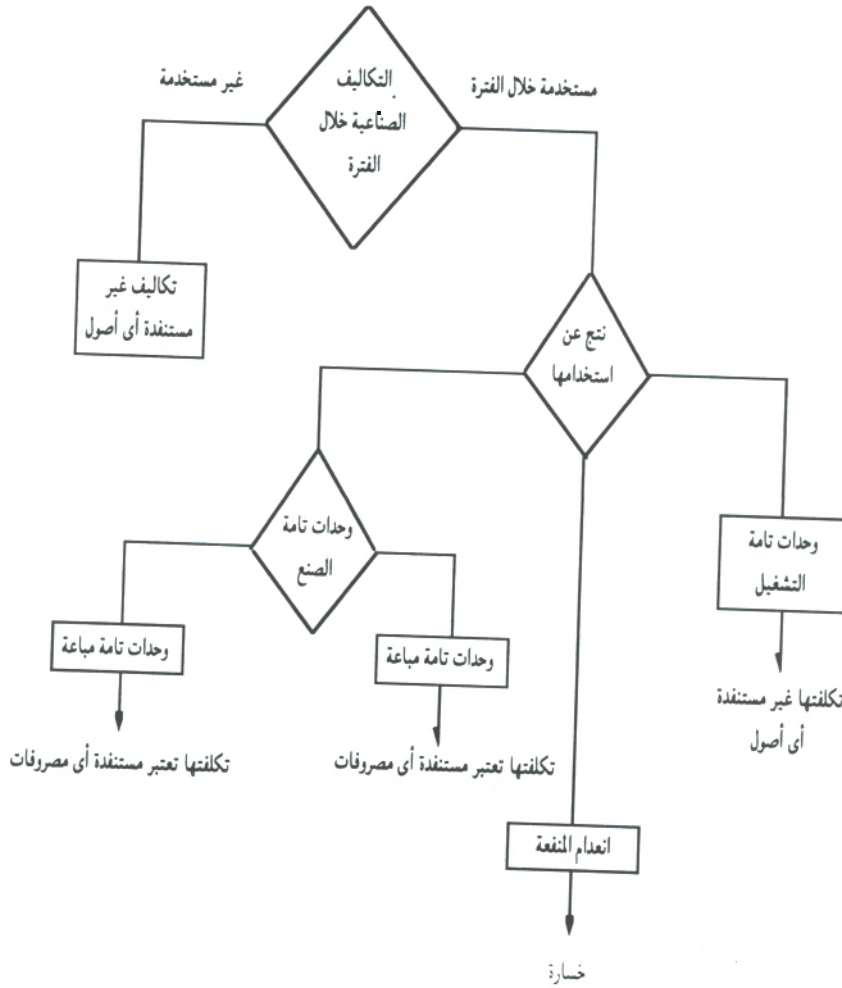 التكاليف
الصناعية خلال
الفترة
مستخدمة خلال الفترة
غير مستخدمة
تكاليف غير
مستنفدة أى أصول
نتج عن
استخدامها
وحدات تامة
الصنع
وحدات تامة
التشغيل
وحدات تامة مباعة
وحدات تامة مباعة
تكلفتها غير مستنفدة
أى أصول
تكلفتها تعتبر مستنفدة أى مصروفات
تكلفتها تعتبر مستنفدة أى مصروفات
انعدام المنفعة
خسارة